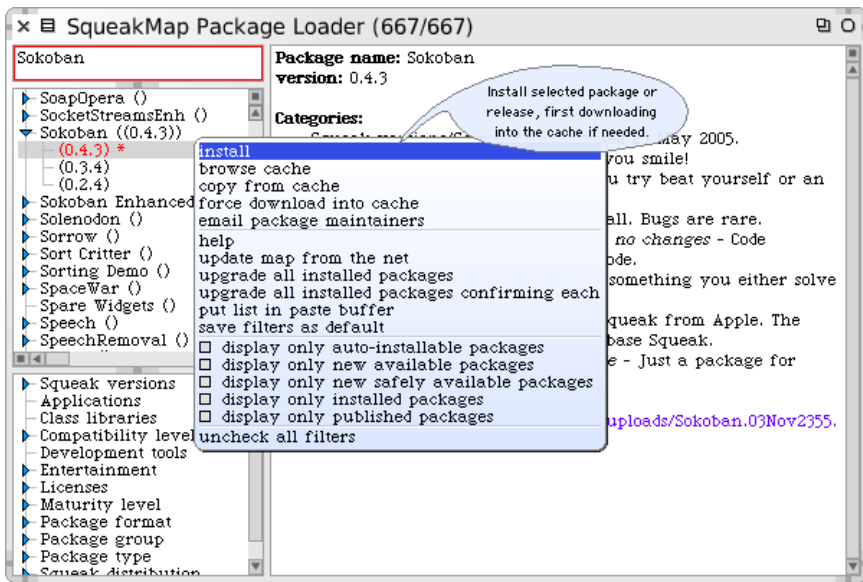 SqueakMap Package Loader (667/667)
Sokoban
SoapOpera ()
SocketStreamsEnh ()
Sokoban ((0.4.3))
(0.4.3) *
(0.3.4)
(0.2.4)
Sokoban Enhanced
Solenodon ()
Sorrow ()
Sort Critter ()
Sorting Demo ()
SpaceWar ()
Spare Widgets ()
Speech ()
SpeechRemoval ()
Squeak versions
Applications
Class libraries
Compatibility level
Development tools
Entertainment
Licenses
Maturity level
Package format
Package group
Package type
Squeak distribution
Package name: Sokoban
version: 0.4.3
Categories:
May 2005.
you smile!
u try beat yourself or an
all. Bugs are rare.
no changes - Code
ode.
something you either solve
queak from Apple. The
base Squeak.
e - Just a package for
uploads/Sokoban.03Nov2355.
Install selected package or
release, first downloading
into the cache if needed.
install
browse cache
copy from cache
force download into cache
email package maintainers
help
update map from the net
upgrade all installed packages
upgrade all installed packages confirming each
put list in paste buffer
save filters as default
display only auto-installable packages
display only new available packages
display only new safely available packages
display only installed packages
display only published packages
uncheck all filters